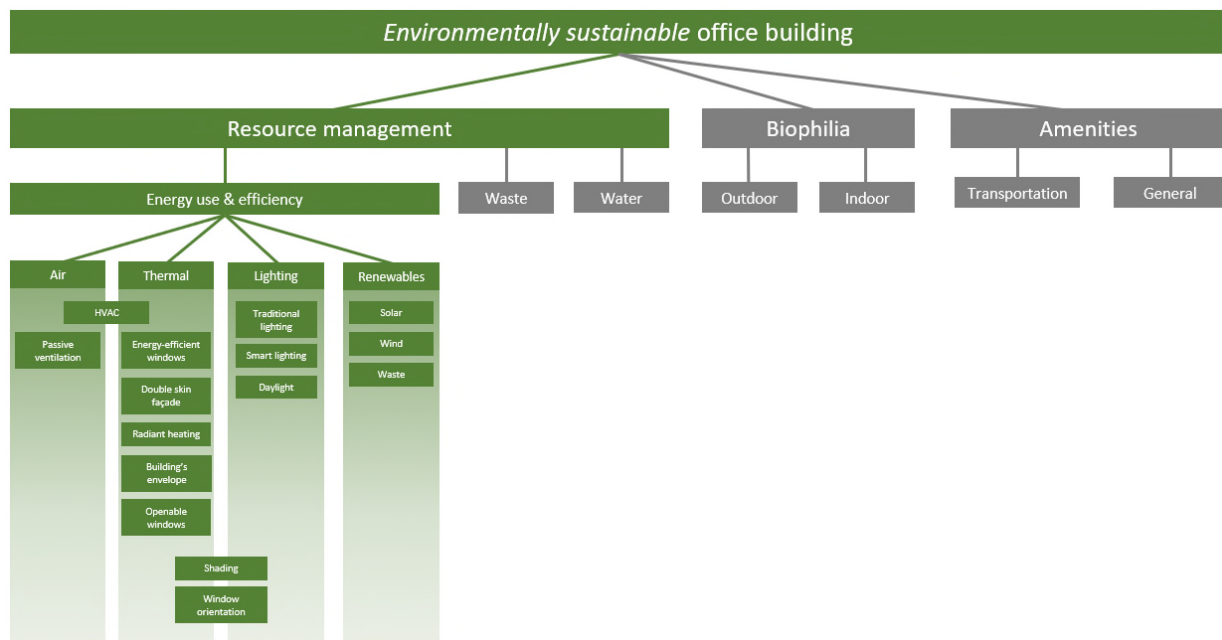 Environmentally sustainable office building
Resource management
Biophilia
Amenities
Energy use & efficiency
Waste
Water
Outdoor
Indoor
Transportation
General
Air
Thermal
Lighting
Renewables
HVAC
Passive
ventilation
Energy-efficient
windows
Double skin
façade
Radiant heating
Building's
envelope
Openable
windows
Traditional
lighting
Smart lighting
Daylight
Solar
Wind
Waste
Shading
Window
orientation